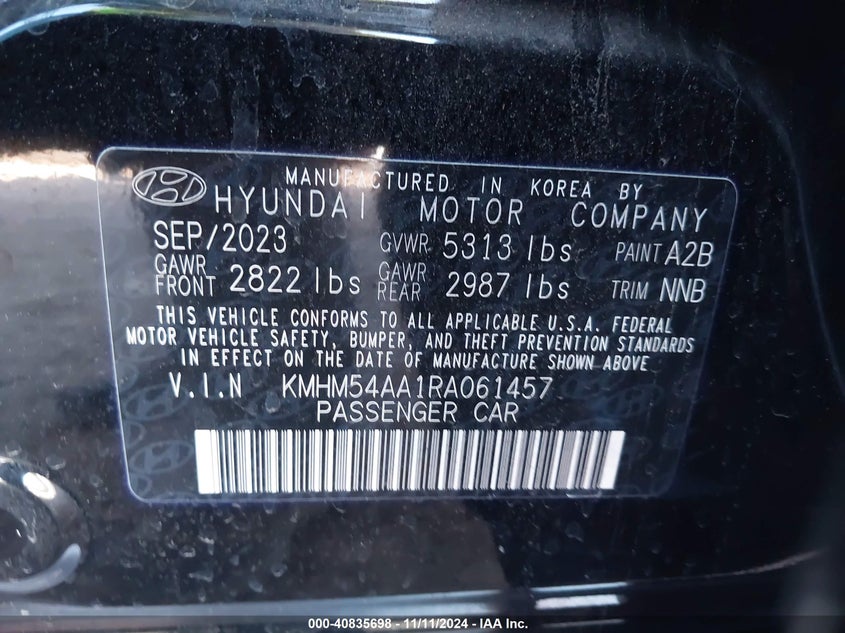 MANUFACTURED IN KOREA BY
HYUNDAI MOTOR COMPANY
SEP/2023 GVWR 5313 lbs PAINT A2B
GAWR FRONT 2822 lbs GAWR REAR 2987 lbs TRIM NNB
THIS VEHICLE CONFORMS TO ALL APPLICABLE U.S.A. FEDERAL
MOTOR VEHICLE SAFETY, BUMPER, AND THEFT PREVENTION STANDARDS
IN EFFECT ON THE DATE OF MANUFACTURE SHOWN ABOVE
V.I.N KMHM54AA1RA061457
PASSENGER CAR
000-40835698 - 11/11/2024 - IAA Inc.